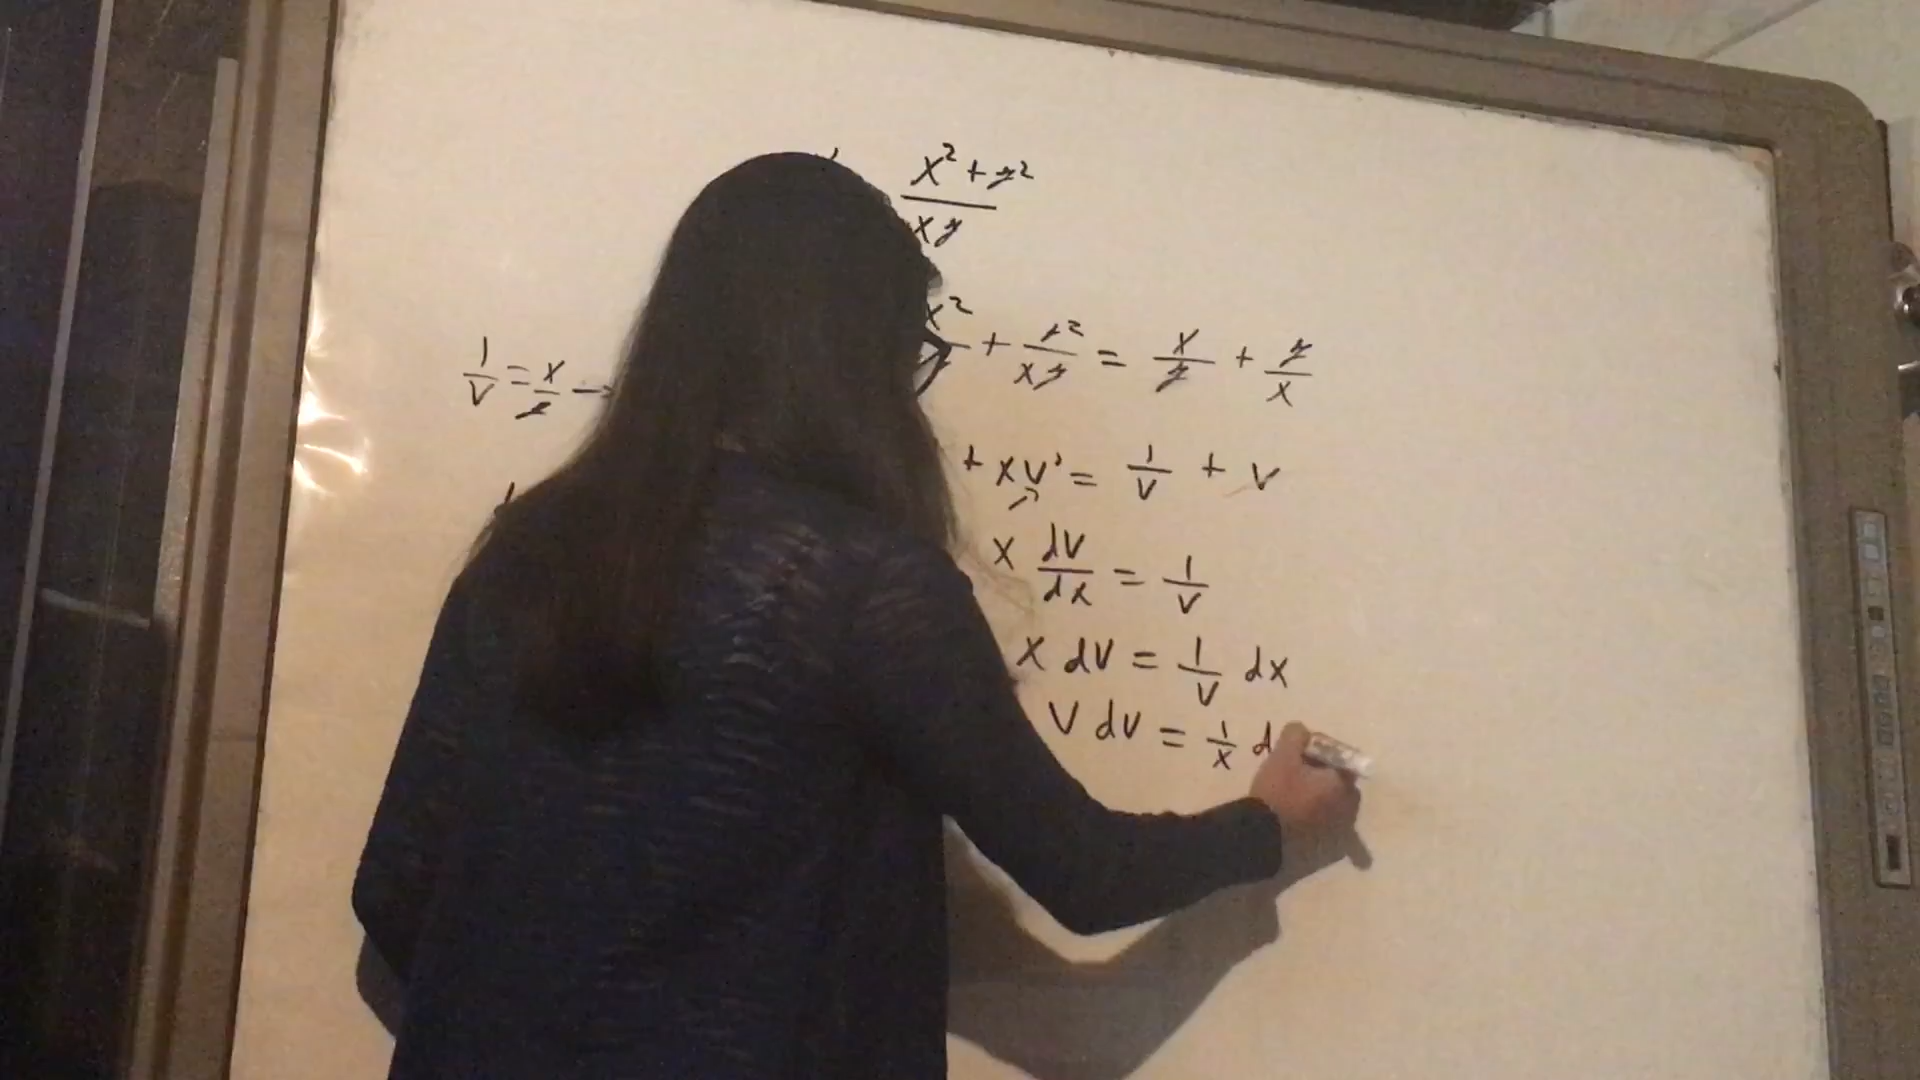 x² + y² / xy
x² / y + y² / xy = x / y + y / x
1 / v = x / y →
+ xv' = 1 / v + v
x dv / dx = 1 / v
x dv = 1 / v dx
v dv = 1 / x d